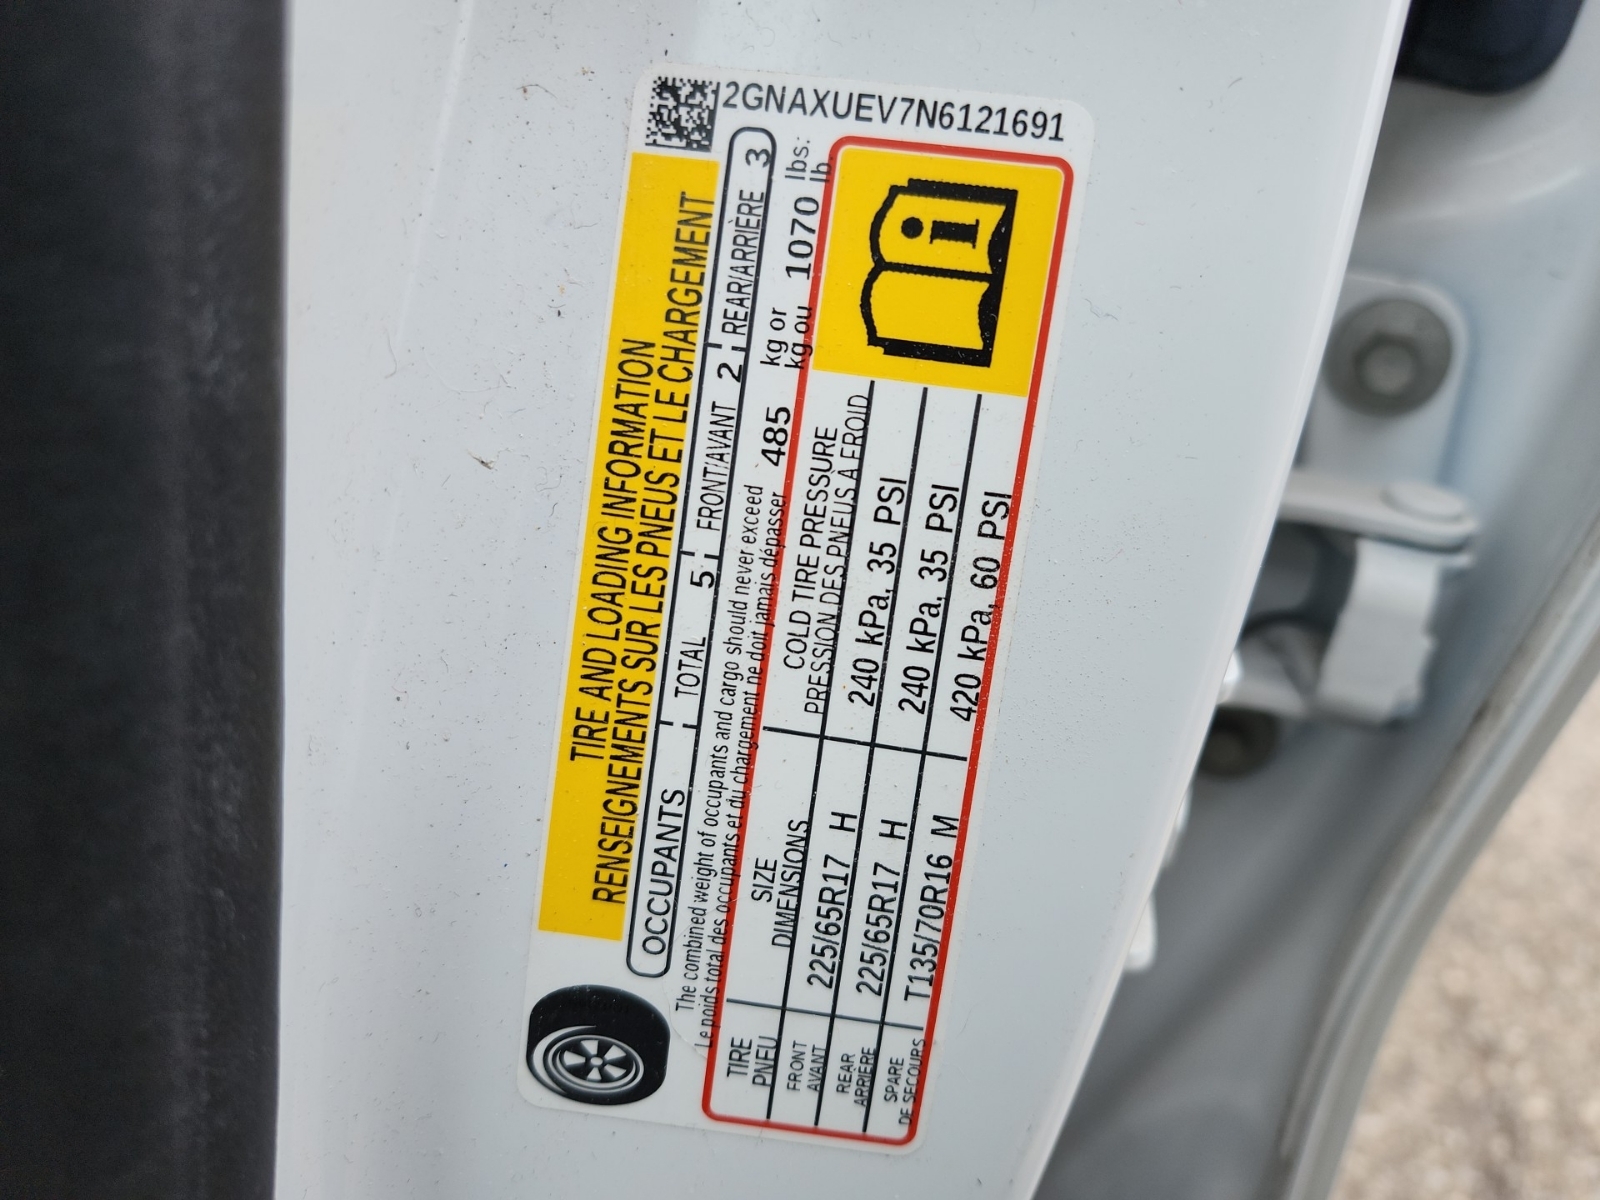 2GNAXUEV7N6121691
TIRE AND LOADING INFORMATION
RENSEIGNEMENTS SUR LES PNEUS ET LE CHARGEMENT
OCCUPANTS TOTAL 5 FRONT/AVANT 2 REAR/ARRIÈRE 3
The combined weight of occupants and cargo should never exceed 485 kg or 1070 lbs:
Le poids total des occupants et du chargement ne doit jamais dépasser kg ou lb.
TIRE SIZE COLD TIRE PRESSURE
PNEU DIMENSIONS PRESSION DES PNEUS À FROID
FRONT
AVANT 225/65R17 H 240 kPa, 35 PSI
REAR
ARRIÈRE 225/65R17 H 240 kPa, 35 PSI
SPARE
DE SECOURS T135/70R16 M 420 kPa, 60 PSI
i